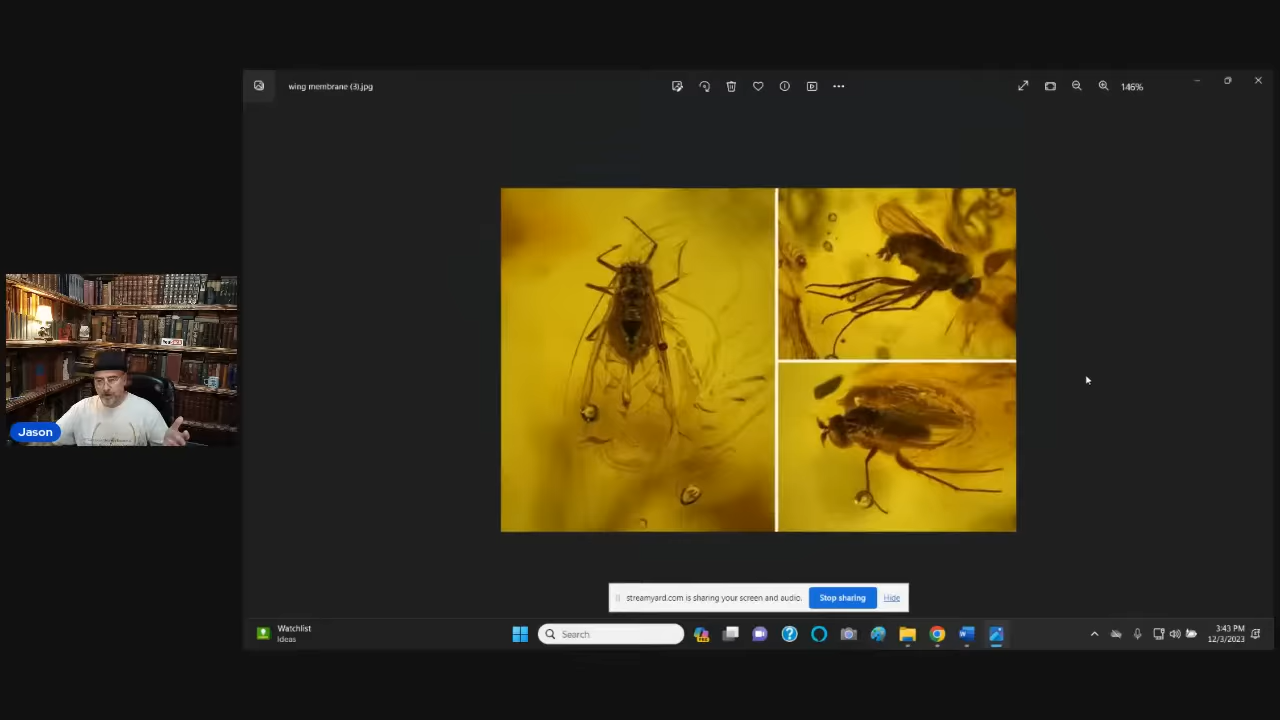 wing membrane (3).jpg
146%
Jason
streamyard.com is sharing your screen and audio.
Stop sharing
Hide
Watchlist
Ideas
Search
3:43 PM
12/3/2023